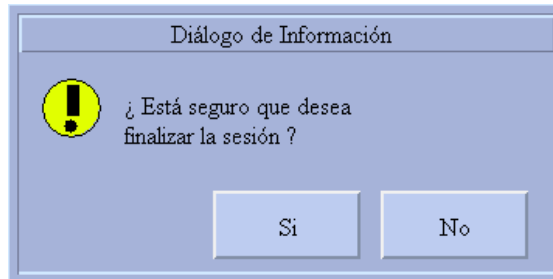 Diálogo de Información
¿ Está seguro que desea
finalizar la sesión ?
Si
No